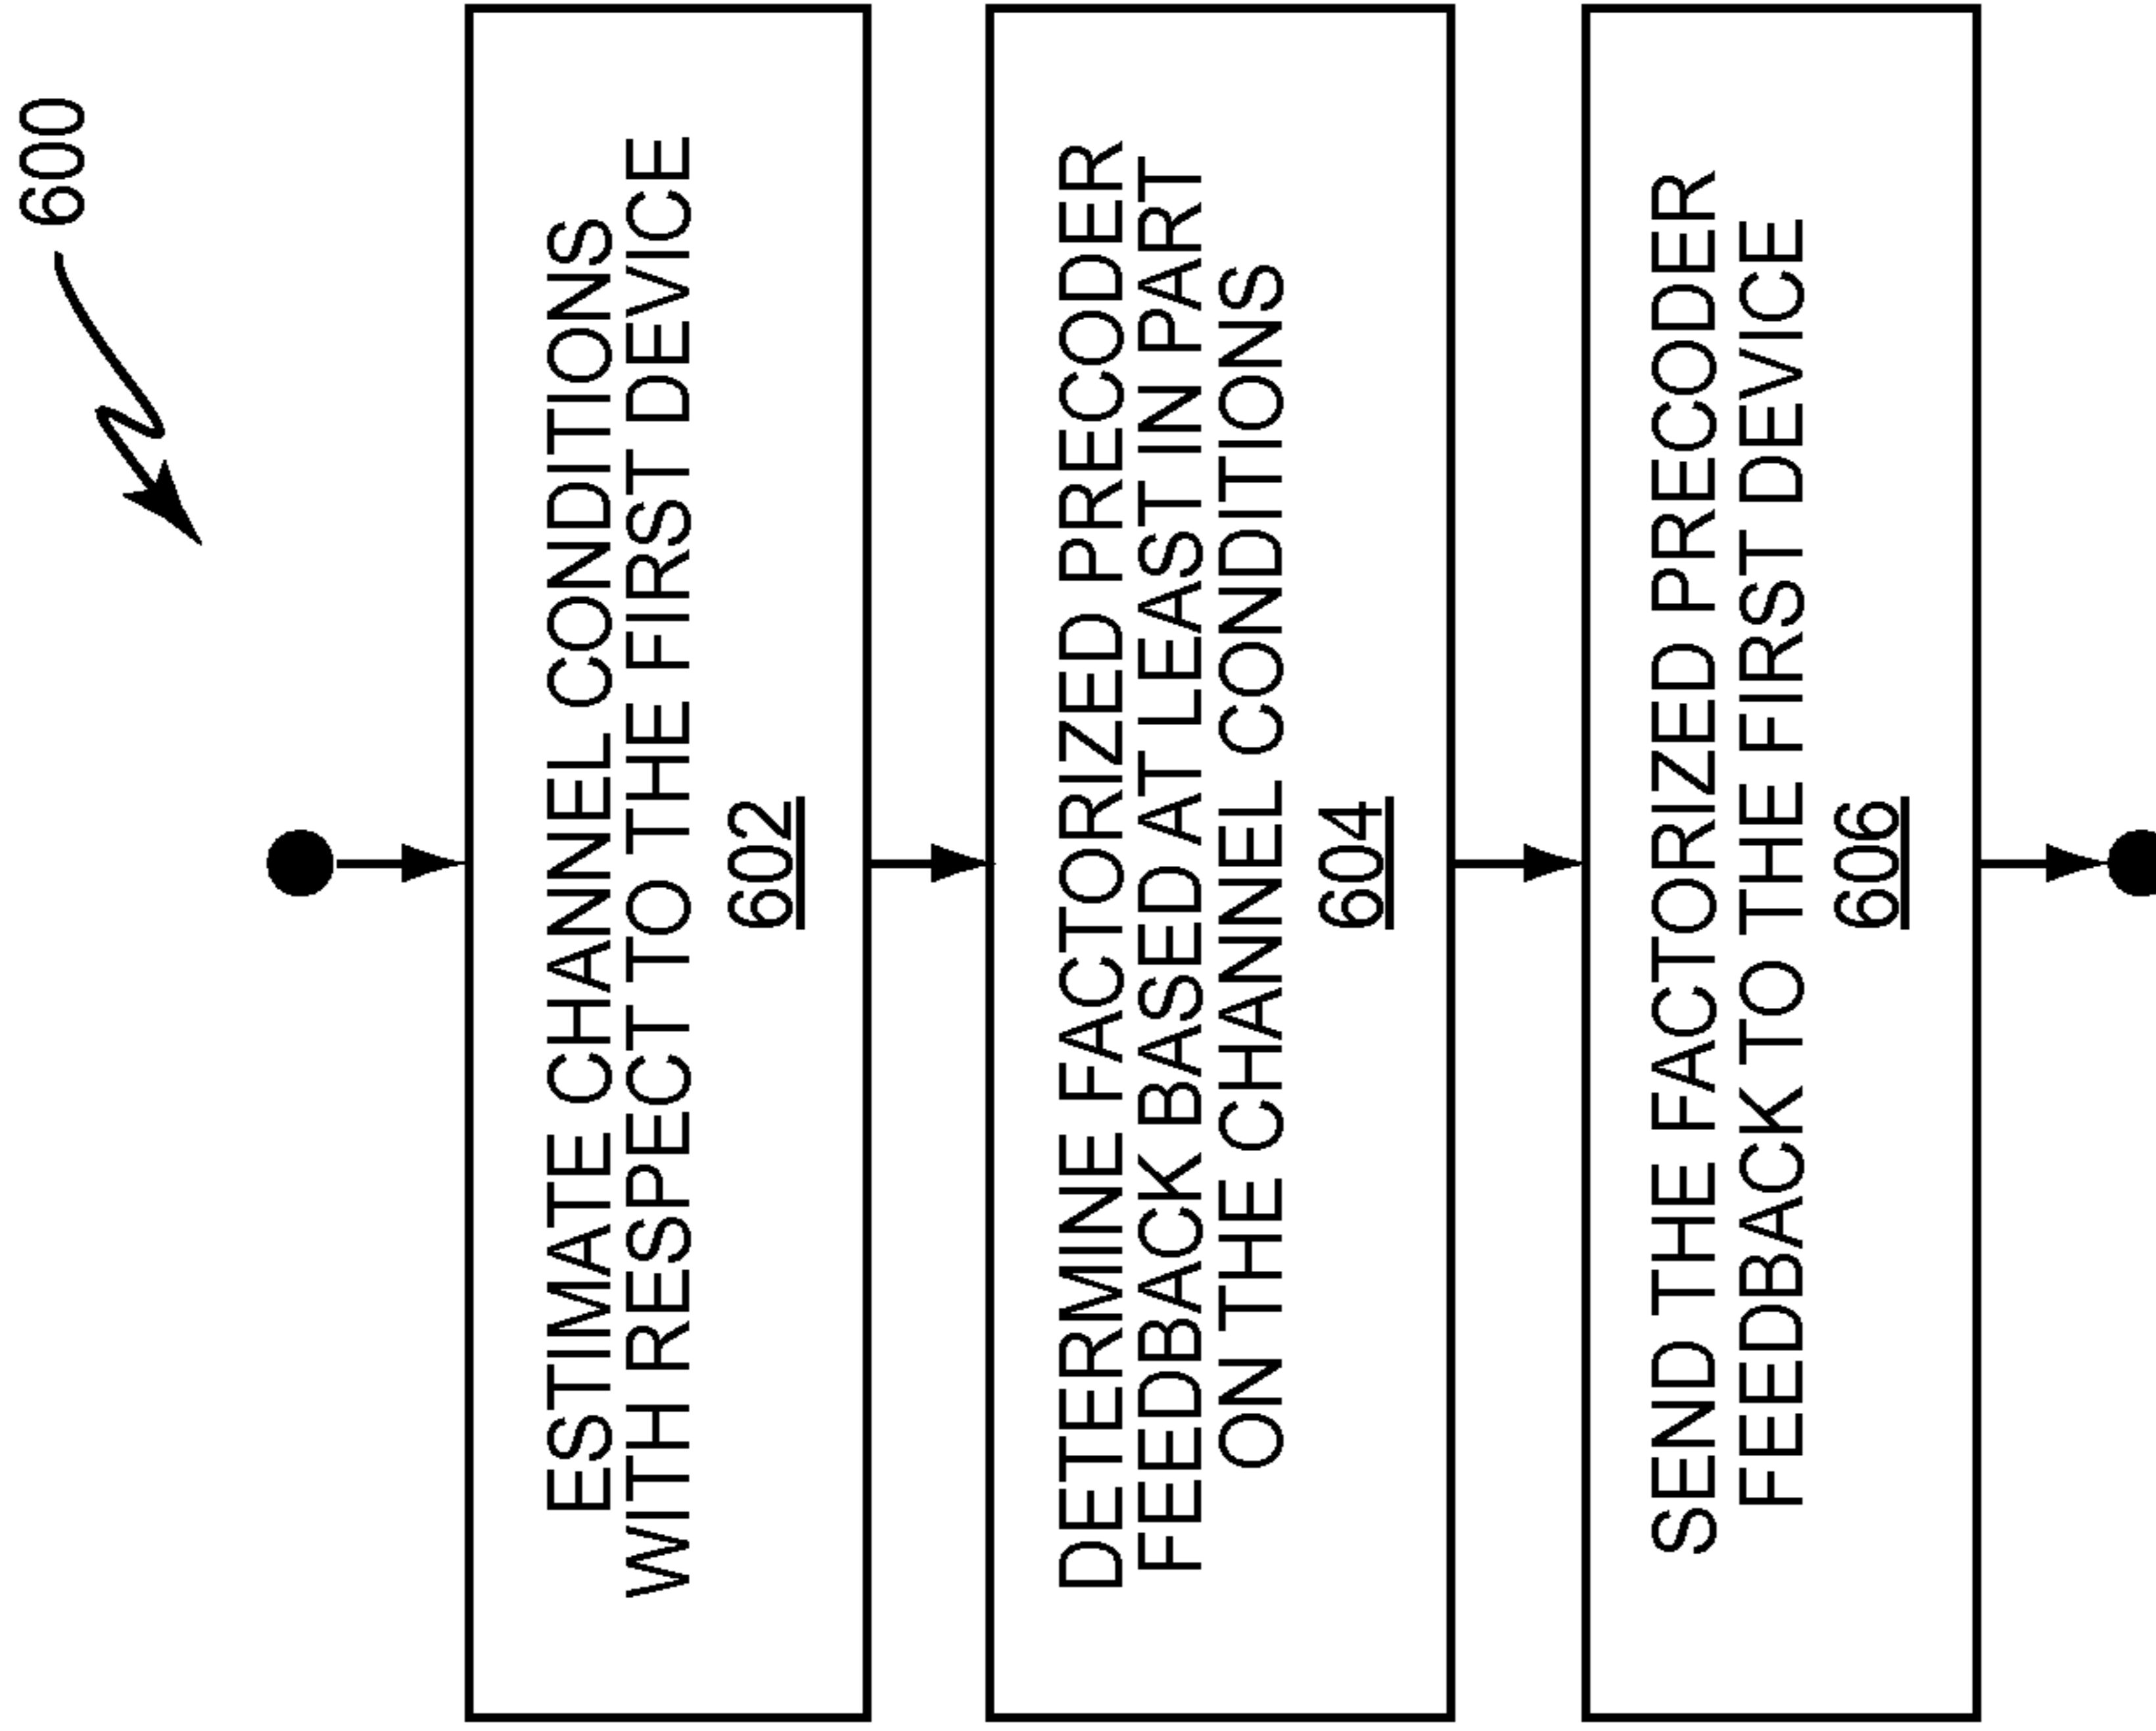 600
ESTIMATE CHANNEL CONDITIONS
WITH RESPECT TO THE FIRST DEVICE
602
DETERMINE FACTORIZED PRECODER
FEEDBACK BASED AT LEAST IN PART
ON THE CHANNEL CONDITIONS
604
SEND THE FACTORIZED PRECODER
FEEDBACK TO THE FIRST DEVICE
606